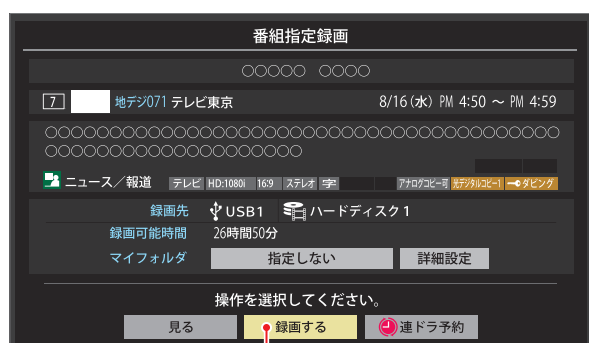 番組指定録画
○○○○○ ○○○○
7 地デジ071 テレビ東京 8/16(水) PM 4:50 ～ PM 4:59
○○○○○○○○○○○○○○○○○○○○○○○○○○○○○○○○○○○○○○○○
○○○○○○○○○○○○○○○○○○○○
ニュース／報道 テレビ HD:1080i 16:9 ステレオ 字 アナログコピー可 光デジタルコピー1 ダビング
録画先 USB1 ハードディスク1
録画可能時間 26時間50分
マイフォルダ 指定しない 詳細設定
操作を選択してください。
見る 録画する 連ドラ予約